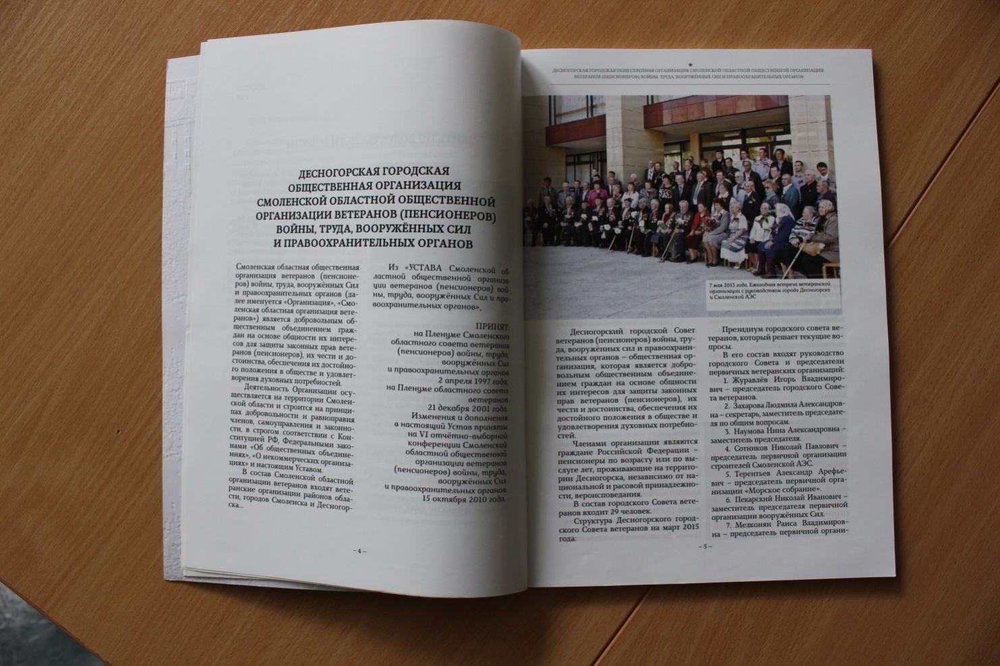 ДЕСНОГОРСКАЯ ГОРОДСКАЯ
ОБЩЕСТВЕННАЯ ОРГАНИЗАЦИЯ
СМОЛЕНСКОЙ ОБЛАСТНОЙ ОБЩЕСТВЕННОЙ
ОРГАНИЗАЦИИ ВЕТЕРАНОВ (ПЕНСИОНЕРОВ)
ВОЙНЫ, ТРУДА, ВООРУЖЁННЫХ СИЛ
И ПРАВООХРАНИТЕЛЬНЫХ ОРГАНОВ
Смоленская областная общественная
организация ветеранов (пенсионе-
ров) войны, труда, вооружённых Сил
и правоохранительных органов (да-
лее именуется «Организация», «Смо-
ленская областная организация вете-
ранов») является добровольным об-
щественным объединением граж-
дан на основе общности их интере-
сов для защиты законных прав вете-
ранов (пенсионеров), их чести и до-
стоинства, обеспечения их достойно-
го положения в обществе и удовлет-
ворения духовных потребностей.
Деятельность Организации осу-
ществляется на территории Смолен-
ской области и строится на принци-
пах добровольности и равноправия
членов, самоуправления и законно-
сти, в строгом соответствии с Кон-
ституцией РФ, Федеральными зако-
нами «Об общественных объедине-
ниях», «О некоммерческих организа-
циях» и настоящим Уставом.
В состав Смоленской областной
организации ветеранов входят вете-
ранские организации районов обла-
сти, городов Смоленска и Десногор-
ска...
Из «УСТАВА Смоленской об-
ластной общественной организа-
ции ветеранов (пенсионеров) вой-
ны, труда, вооружённых Сил и пра-
воохранительных органов»,
ПРИНЯТ:
на Пленуме Смоленского
областного совета ветеранов
(пенсионеров) войны, труда,
вооружённых Сил
и правоохранительных органов
2 апреля 1997 года;
на Пленуме областного совета
ветеранов
21 декабря 2001 года.
Изменения и дополнения
в настоящий Устав приняты
на VI отчётно-выборной
конференции Смоленской
областной общественной
организации ветеранов
(пенсионеров) войны, труда,
вооружённых Сил
и правоохранительных органов
15 октября 2010 года.
– 4 –
ДЕСНОГОРСКАЯ ГОРОДСКАЯ ОБЩЕСТВЕННАЯ ОРГАНИЗАЦИЯ СМОЛЕНСКОЙ ОБЛАСТНОЙ ОБЩЕСТВЕННОЙ ОРГАНИЗАЦИИ
ВЕТЕРАНОВ (ПЕНСИОНЕРОВ) ВОЙНЫ, ТРУДА, ВООРУЖЁННЫХ СИЛ И ПРАВООХРАНИТЕЛЬНЫХ ОРГАНОВ
7 мая 2015 года. Ежегодная встреча ветеранской
организации с руководством города Десногорска
и Смоленской АЭС
Десногорский городской Совет
ветеранов (пенсионеров) войны, тру-
да, вооружённых сил и правоохрани-
тельных органов – общественная ор-
ганизация, которая является добро-
вольным общественным объедине-
нием граждан на основе общности
их интересов для защиты законных
прав ветеранов (пенсионеров), их
чести и достоинства, обеспечения их
достойного положения в обществе и
удовлетворения духовных потребно-
стей.
Членами организации являются
граждане Российской Федерации –
пенсионеры по возрасту или по вы-
слуге лет, проживающие на террито-
рии Десногорска, независимо от на-
циональной и расовой принадлежно-
сти, вероисповедания.
В состав городского Совета вете-
ранов входит 29 человек.
Структура Десногорского город-
ского Совета ветеранов на март 2015
года:
Президиум городского совета ве-
теранов, который решает текущие во-
просы.
В его состав входят руководство
городского Совета и председатели
первичных ветеранских организаций:
1. Журавлёв Игорь Владимиро-
вич – председатель городского Сове-
та ветеранов.
2. Захарова Людмила Александров-
на – секретарь, заместитель председате-
ля по общим вопросам.
3. Наумова Нина Александровна –
заместитель председателя.
4. Сотников Николай Павлович –
председатель первичной организации
строителей Смоленской АЭС.
5. Терентьев Александр Арефье-
вич – председатель первичной орга-
низации «Морское собрание».
6. Пекарский Николай Иванович –
заместитель председателя первичной
организации вооружённых Сил.
7. Мелконян Раиса Владимиров-
на – председатель первичной органи-
– 5 –